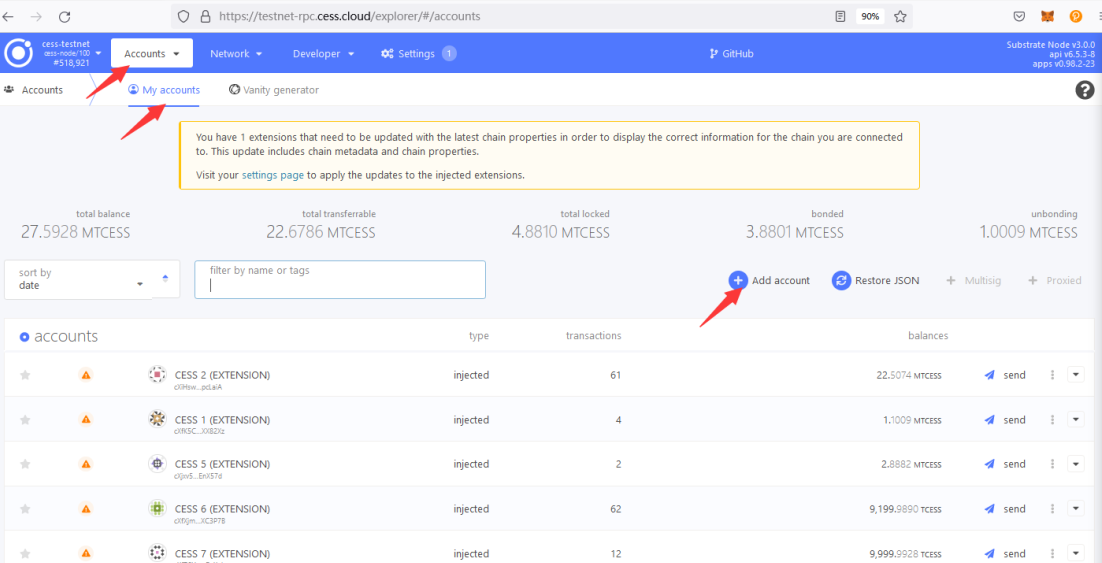 https://testnet-rpc.cess.cloud/explorer/#/accounts
90%
cess-testnet
cess-node/100
#518,921
Accounts
Network
Developer
Settings
1
GitHub
Substrate Node v3.0.0
api v6.5.3-8
apps v0.98.2-23
Accounts
My accounts
Vanity generator
?
You have 1 extensions that need to be updated with the latest chain properties in order to display the correct information for the chain you are connected
to. This update includes chain metadata and chain properties.
Visit your settings page to apply the updates to the injected extensions.
total balance
27.5928 MTCESS
total transferrable
22.6786 MTCESS
total locked
4.8810 MTCESS
bonded
3.8801 MTCESS
unbonding
1.0009 MTCESS
sort by
date
filter by name or tags
Add account
Restore JSON
Multisig
Proxied
accounts type transactions balances
CESS 2 (EXTENSION) injected 61 22.5074 MTCESS send
CESS 1 (EXTENSION) injected 4 1.1009 MTCESS send
CESS 5 (EXTENSION) injected 2 2.8882 MTCESS send
CESS 6 (EXTENSION) injected 62 9,199.9890 TCESS send
CESS 7 (EXTENSION) injected 12 9,999.9928 TCESS send